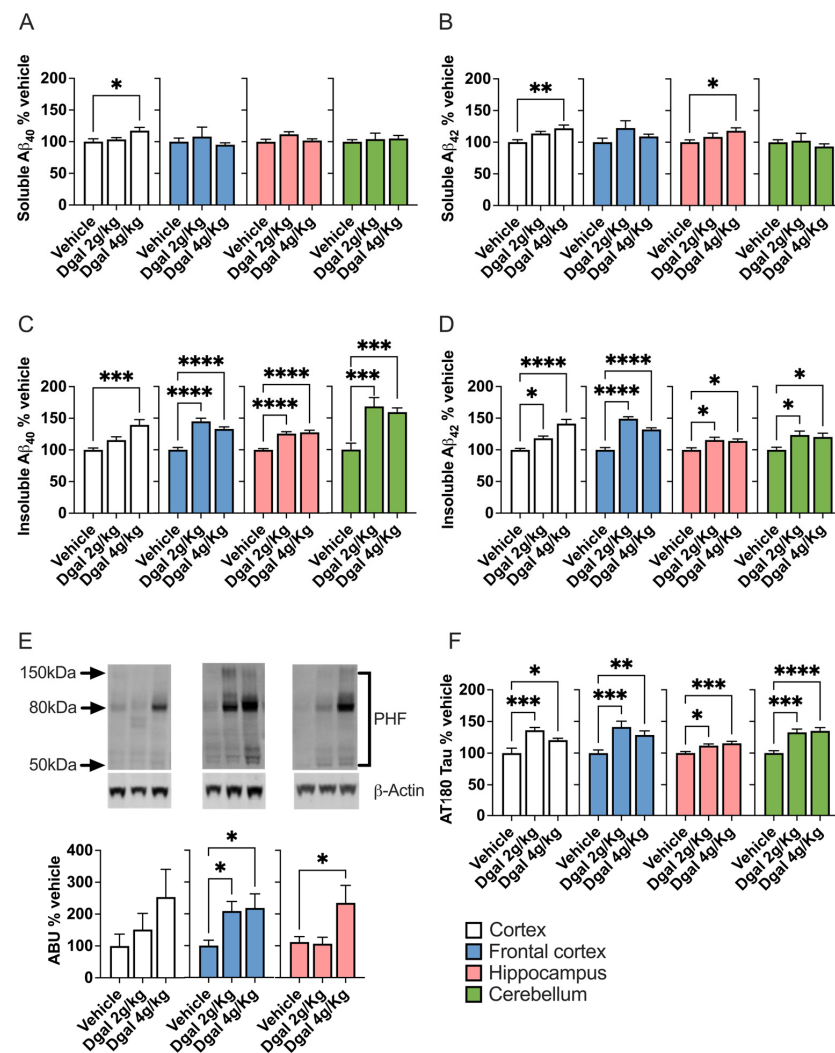 A
B
Soluble Aβ40 % vehicle
200
150
100
50
0
*
Vehicle
Dgal 2g/Kg
Dgal 4g/Kg
Vehicle
Dgal 2g/Kg
Dgal 4g/Kg
Vehicle
Dgal 2g/Kg
Dgal 4g/Kg
Vehicle
Dgal 2g/Kg
Dgal 4g/Kg
Soluble Aβ42 % vehicle
200
150
100
50
0
**
*
Vehicle
Dgal 2g/Kg
Dgal 4g/Kg
Vehicle
Dgal 2g/Kg
Dgal 4g/Kg
Vehicle
Dgal 2g/Kg
Dgal 4g/Kg
Vehicle
Dgal 2g/Kg
Dgal 4g/Kg
C
D
Insoluble Aβ40 % vehicle
200
150
100
50
0
***
****
****
****
****
***
***
Vehicle
Dgal 2g/Kg
Dgal 4g/Kg
Vehicle
Dgal 2g/Kg
Dgal 4g/Kg
Vehicle
Dgal 2g/Kg
Dgal 4g/Kg
Vehicle
Dgal 2g/Kg
Dgal 4g/Kg
Insoluble Aβ42 % vehicle
200
150
100
50
0
****
*
****
****
*
*
*
*
Vehicle
Dgal 2g/Kg
Dgal 4g/Kg
Vehicle
Dgal 2g/Kg
Dgal 4g/Kg
Vehicle
Dgal 2g/Kg
Dgal 4g/Kg
Vehicle
Dgal 2g/Kg
Dgal 4g/Kg
E
150kDa
80kDa
50kDa
PHF
β-Actin
ABU % vehicle
400
300
200
100
0
*
*
*
Vehicle
Dgal 2g/kg
Dgal 4g/kg
Vehicle
Dgal 2g/Kg
Dgal 4g/Kg
Vehicle
Dgal 2g/Kg
Dgal 4g/Kg
F
AT180 Tau % vehicle
200
150
100
50
0
*
***
**
***
***
*
****
***
Vehicle
Dgal 2g/Kg
Dgal 4g/kg
Vehicle
Dgal 2g/Kg
Dgal 4g/Kg
Vehicle
Dgal 2g/Kg
Dgal 4g/Kg
Vehicle
Dgal 2g/Kg
Dgal 4g/Kg
Cortex
Frontal cortex
Hippocampus
Cerebellum